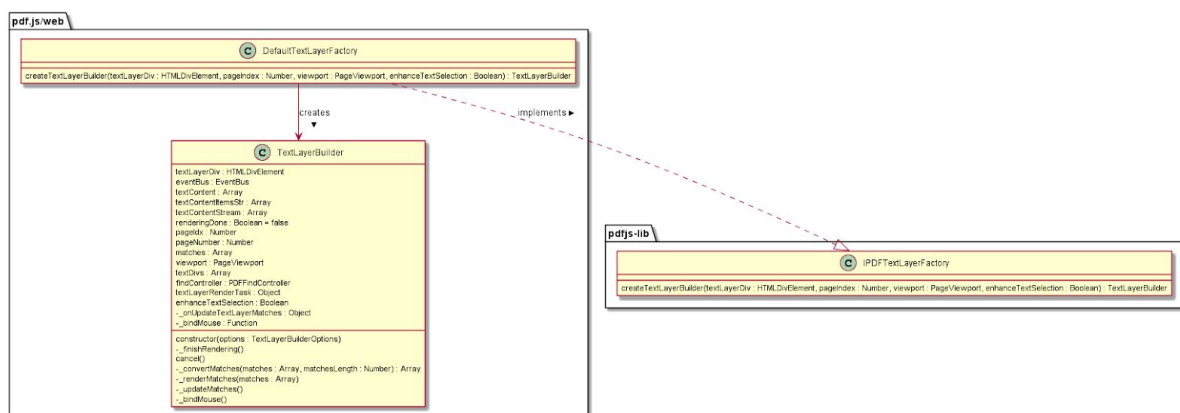 pdf.js/web
C DefaultTextLayerFactory
createTextLayerBuilder(textLayerDiv : HTMLDivElement, pageIndex : Number, viewport : PageViewport, enhanceTextSelection : Boolean) : TextLayerBuilder
creates
▼
implements ►
C TextLayerBuilder
textLayerDiv : HTMLDivElement
eventBus : EventBus
textContent : Array
textContentItemsStr : Array
textContentStream : Array
renderingDone : Boolean = false
pageIdx : Number
pageNumber : Number
matches : Array
viewport : PageViewport
textDivs : Array
findController : PDFFindController
textLayerRenderTask : Object
enhanceTextSelection : Boolean
-_onUpdateTextLayerMatches : Object
-_bindMouse : Function
constructor(options : TextLayerBuilderOptions)
-_finishRendering()
cancel()
-_convertMatches(matches : Array, matchesLength : Number) : Array
-_renderMatches(matches : Array)
-_updateMatches()
-_bindMouse()
pdfjs-lib
C IPDFTextLayerFactory
createTextLayerBuilder(textLayerDiv : HTMLDivElement, pageIndex : Number, viewport : PageViewport, enhanceTextSelection : Boolean) : TextLayerBuilder